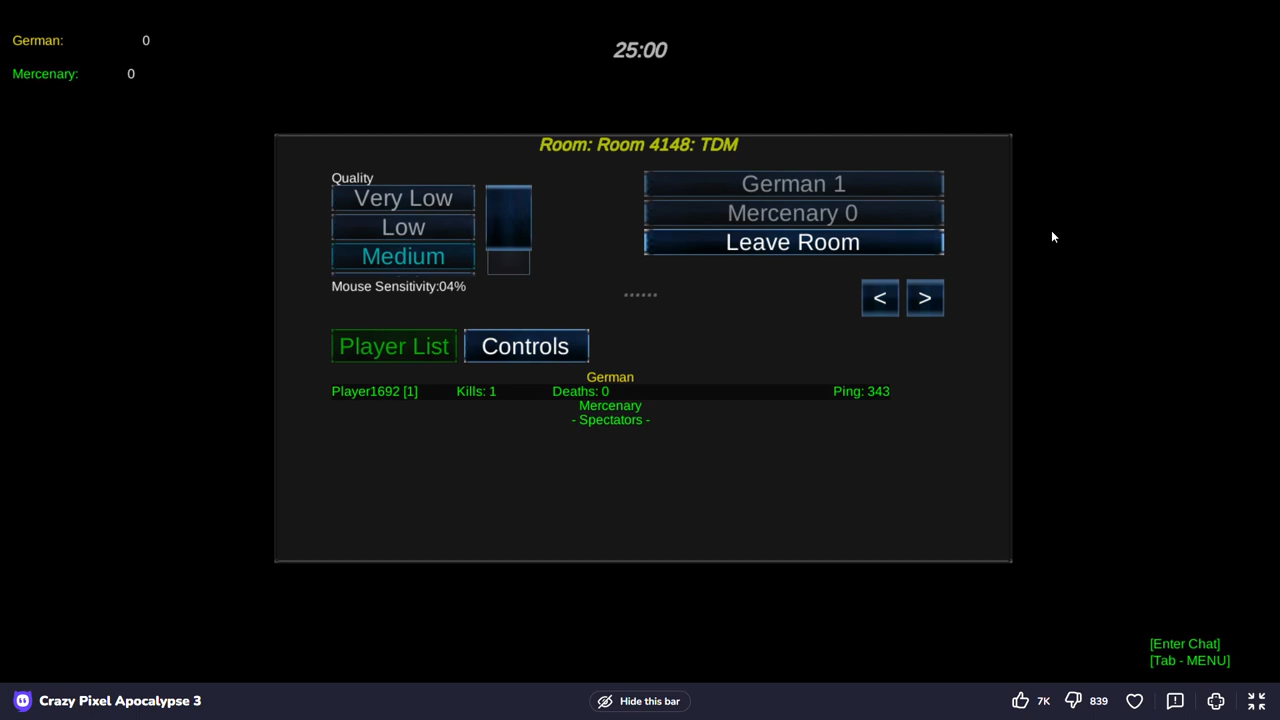 German: 0
25:00
Mercenary: 0
Room: Room 4148: TDM
Quality
Very Low
Low
Medium
Mouse Sensitivity:04%
German 1
Mercenary 0
Leave Room
......
< >
Player List Controls
German
Player1692 [1] Kills: 1 Deaths: 0 Ping: 343
Mercenary
- Spectators -
[Enter Chat]
[Tab - MENU]
Crazy Pixel Apocalypse 3 Hide this bar 7K 839